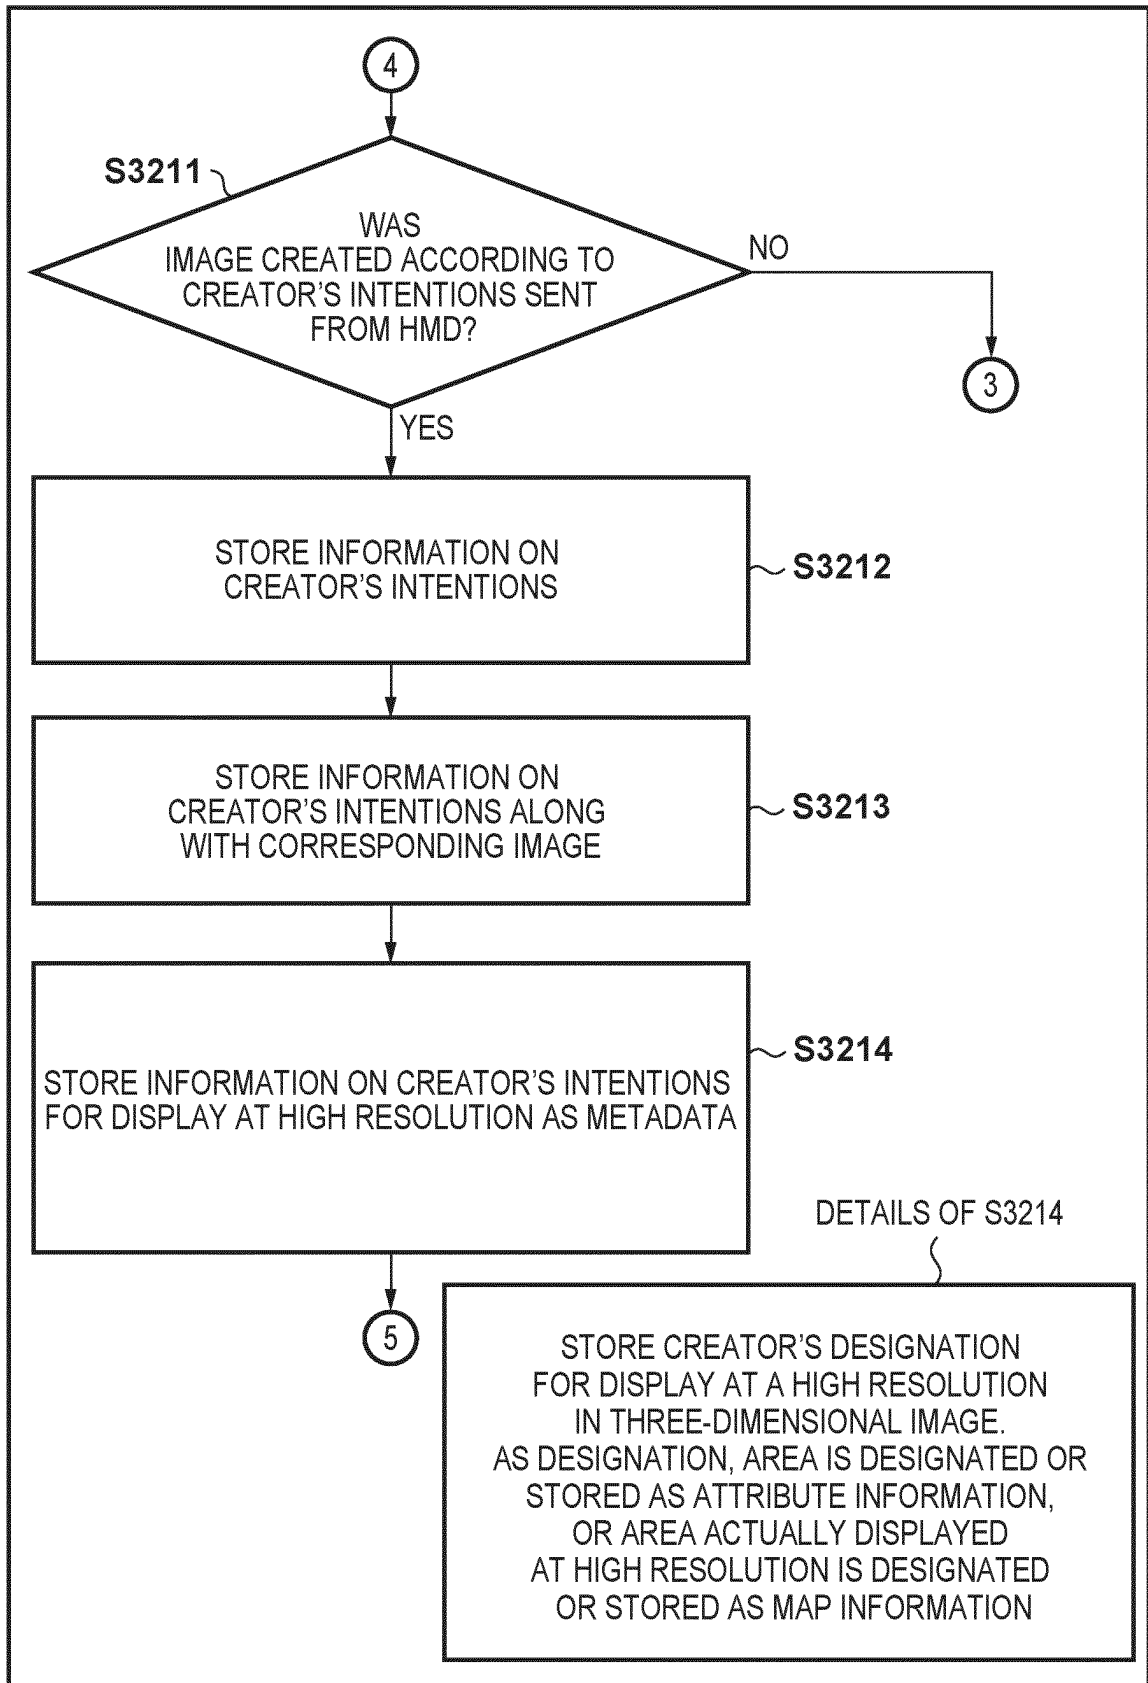 4
S3211
WAS
IMAGE CREATED ACCORDING TO
CREATOR'S INTENTIONS SENT
FROM HMD?
NO
3
YES
STORE INFORMATION ON
CREATOR'S INTENTIONS
S3212
STORE INFORMATION ON
CREATOR'S INTENTIONS ALONG
WITH CORRESPONDING IMAGE
S3213
STORE INFORMATION ON CREATOR'S INTENTIONS
FOR DISPLAY AT HIGH RESOLUTION AS METADATA
S3214
5
DETAILS OF S3214
STORE CREATOR'S DESIGNATION
FOR DISPLAY AT A HIGH RESOLUTION
IN THREE-DIMENSIONAL IMAGE.
AS DESIGNATION, AREA IS DESIGNATED OR
STORED AS ATTRIBUTE INFORMATION,
OR AREA ACTUALLY DISPLAYED
AT HIGH RESOLUTION IS DESIGNATED
OR STORED AS MAP INFORMATION